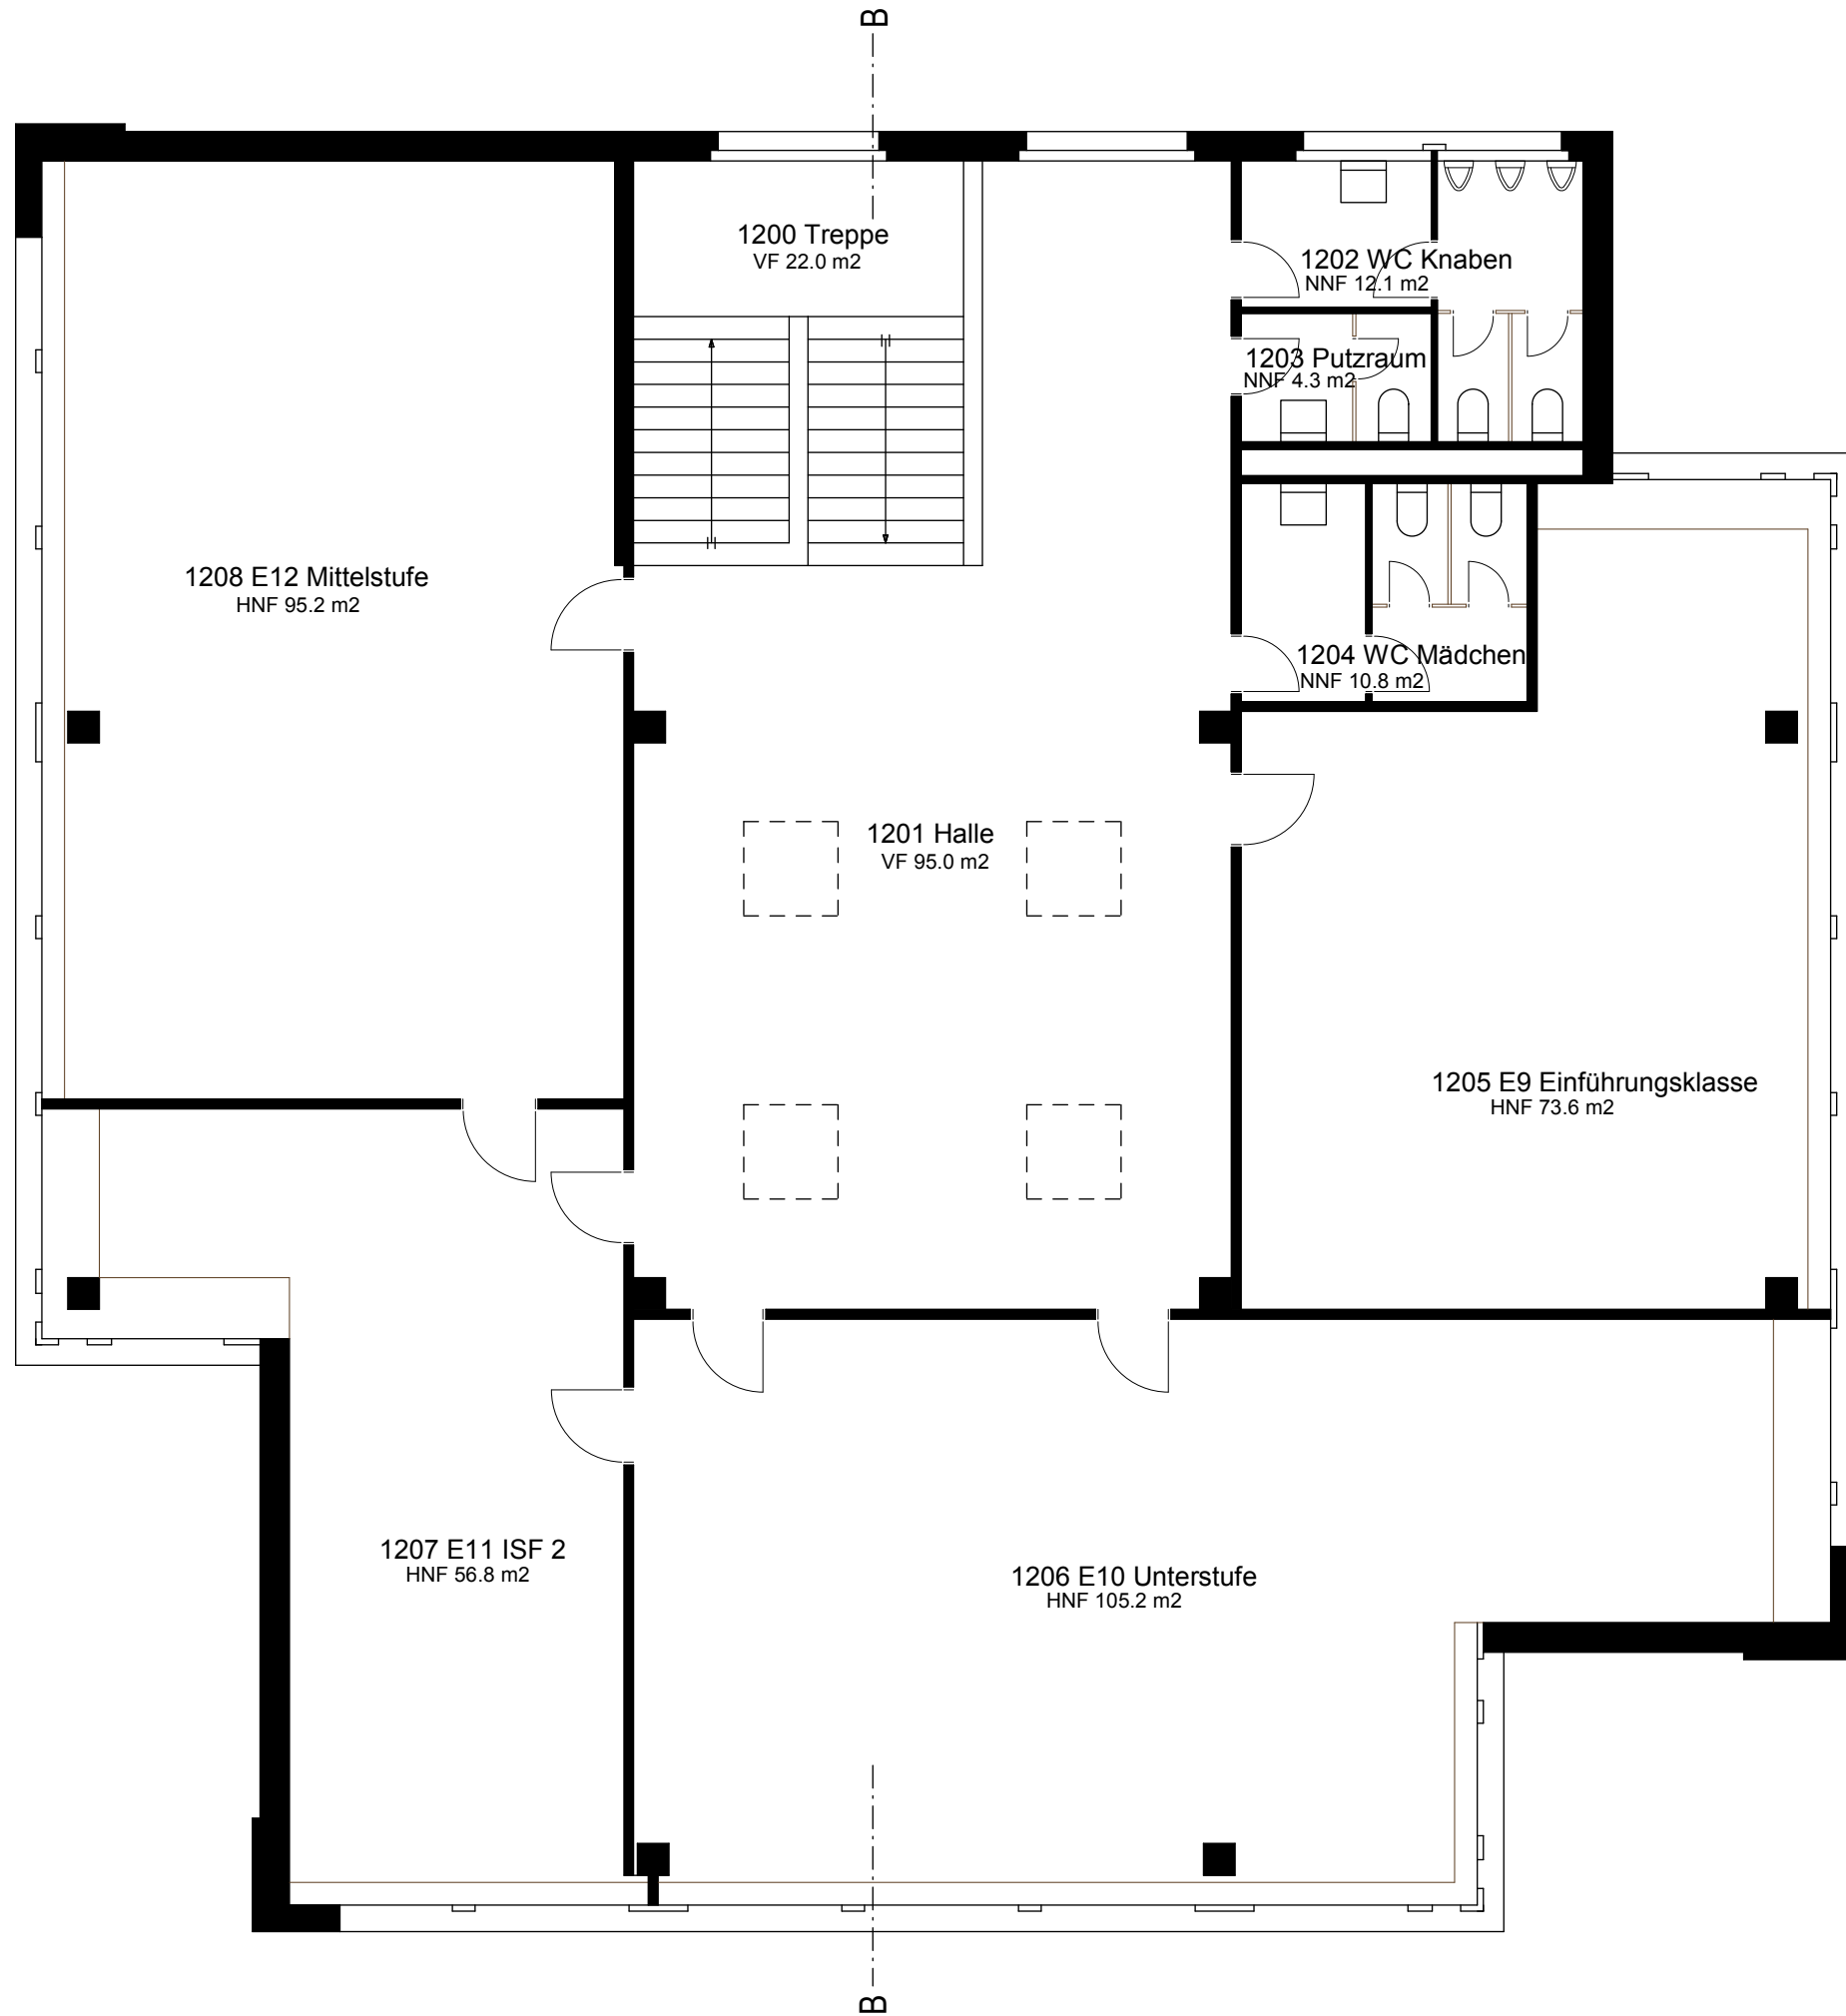 B
1200 Treppe
VF 22.0 m2
1202 WC Knaben
NNF 12.1 m2
1203 Putzraum
NNF 4.3 m2
1208 E12 Mittelstufe
HNF 95.2 m2
1204 WC Mädchen
NNF 10.8 m2
1201 Halle
VF 95.0 m2
1205 E9 Einführungsklasse
HNF 73.6 m2
1207 E11 ISF 2
HNF 56.8 m2
1206 E10 Unterstufe
HNF 105.2 m2
B